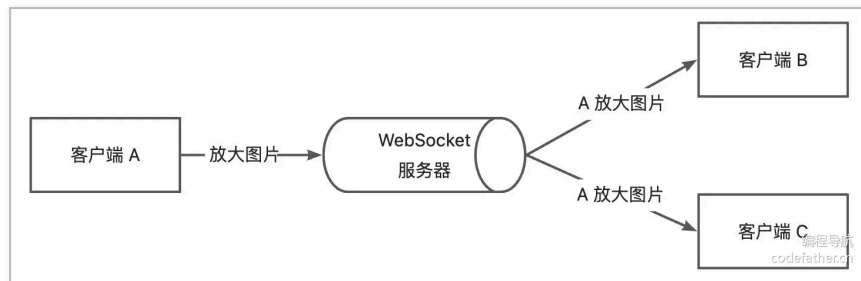 客户端 B
A 放大图片
客户端 A
放大图片
WebSocket
服务器
A 放大图片
客户端 C
编程导航
codefather.cn